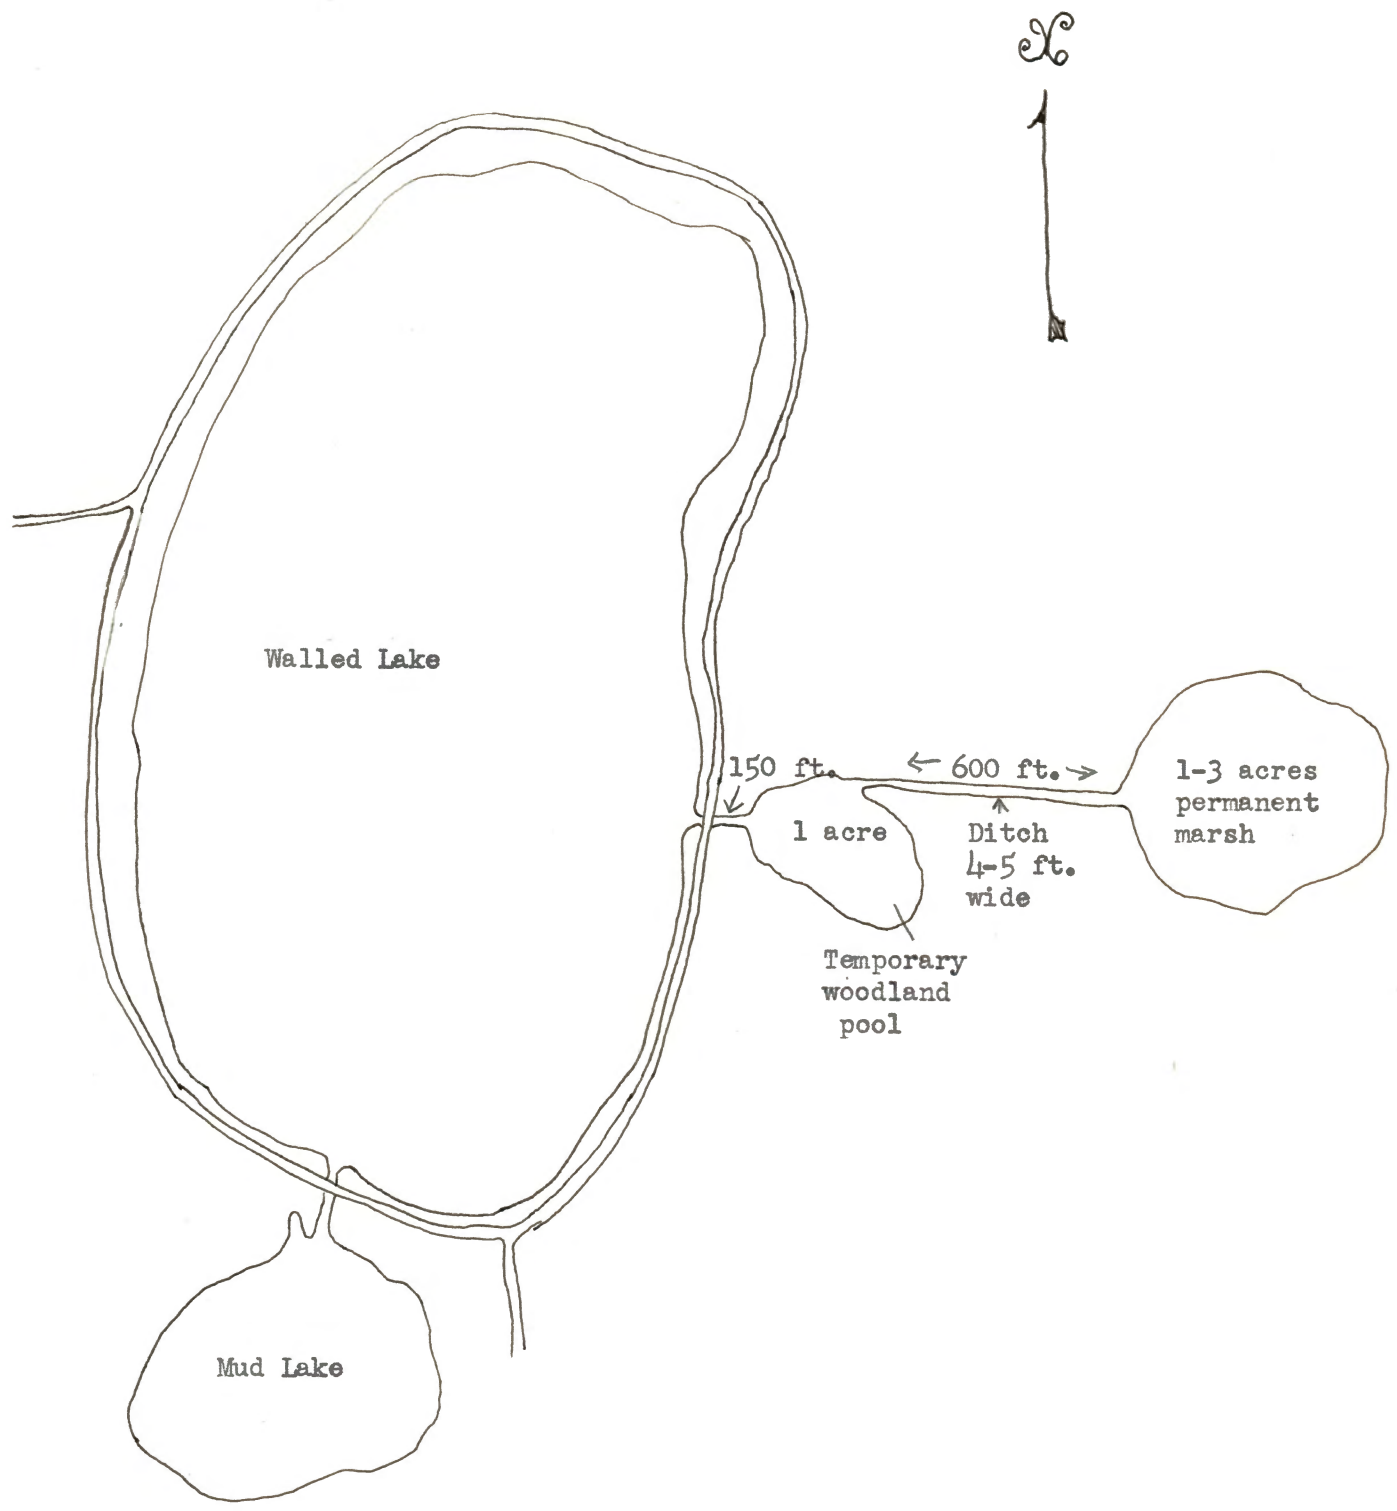 N
Walled Lake
150 ft.
600 ft.
1 acre
Ditch
4-5 ft.
wide
1-3 acres
permanent
marsh
Temporary
woodland
pool
Mud Lake